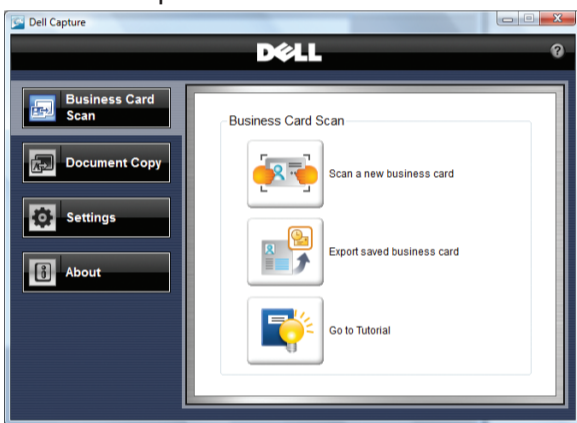 Dell Capture
DELL
?
Business Card
Scan
Document Copy
Settings
About
Business Card Scan
Scan a new business card
Export saved business card
Go to Tutorial